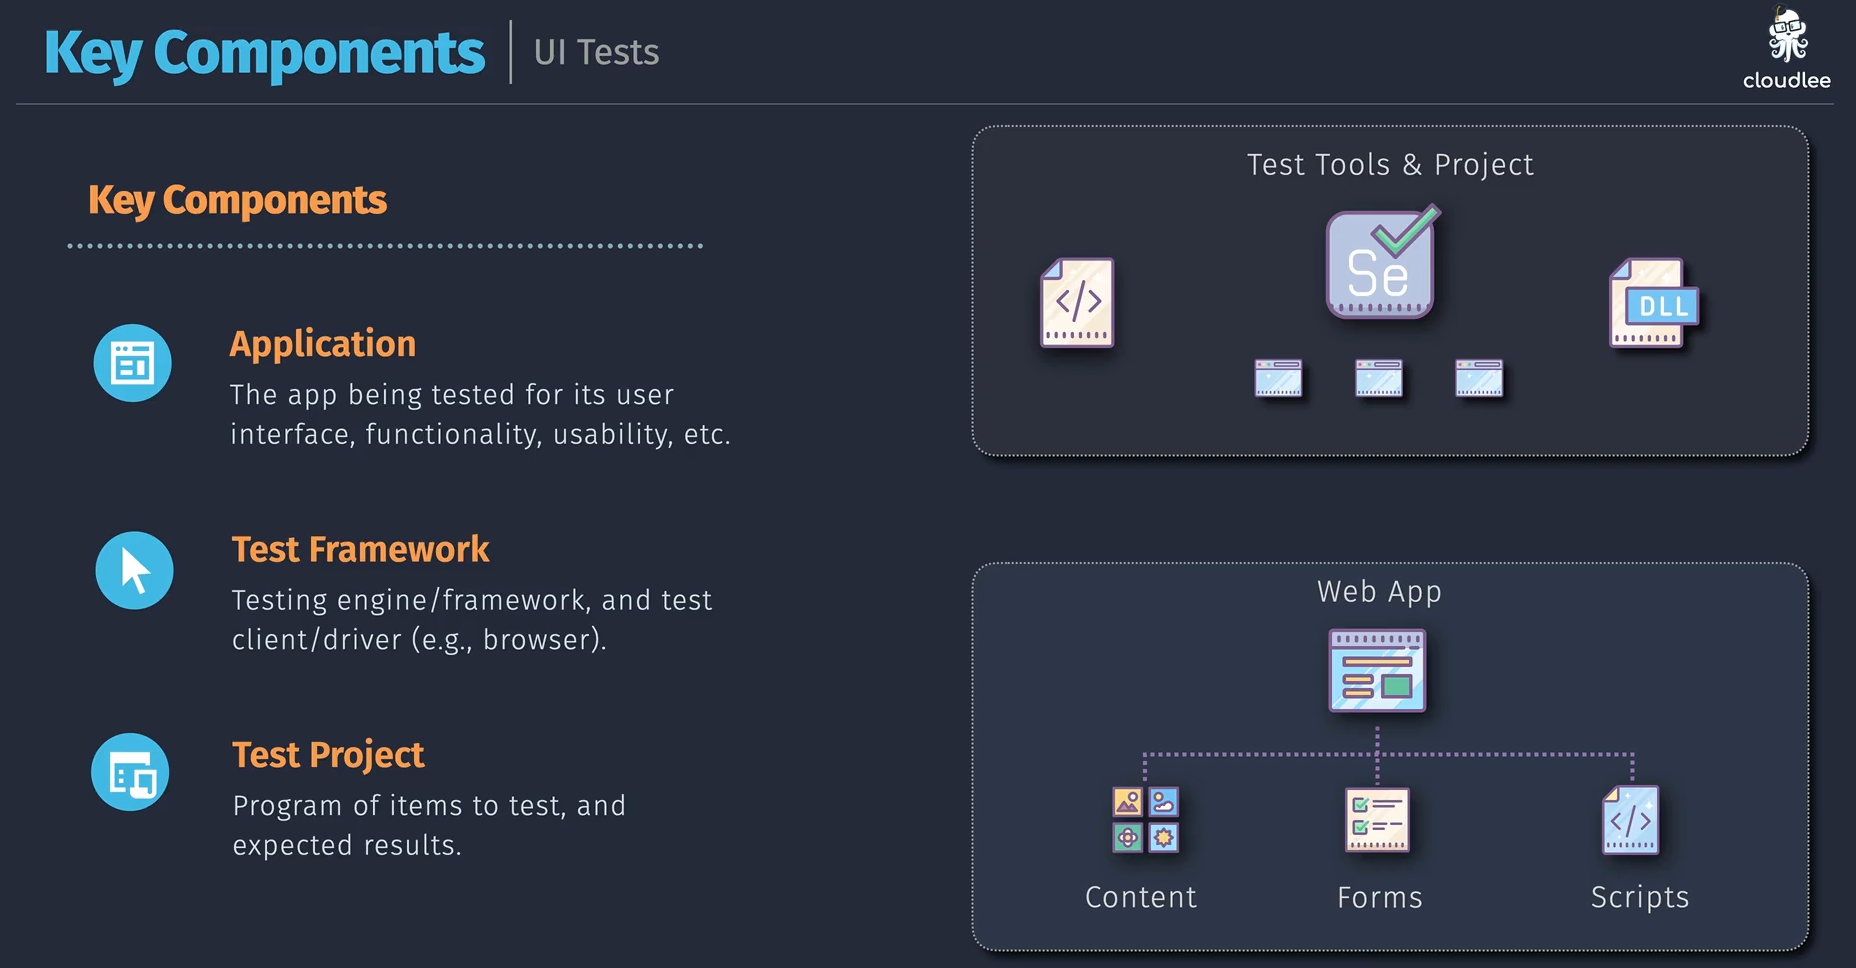 Key Components
UI Tests
cloudlee
Key Components
Application
The app being tested for its user
interface, functionality, usability, etc.
Test Framework
Testing engine/framework, and test
client/driver (e.g., browser).
Test Project
Program of items to test, and
expected results.
Test Tools & Project
</>
Se
DLL
Web App
</>
Content
Forms
Scripts